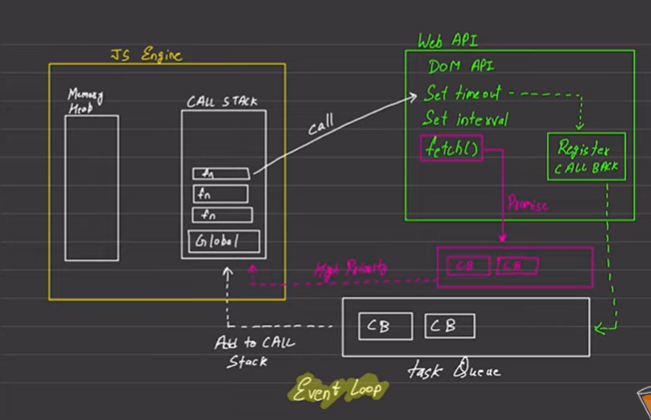 JS Engine
Memory
Heap
CALL STACK
fn
fn
fn
Global
call
Web API
DOM API
Set timeout
Set interval
fetch()
Register
CALL BACK
Promise
CB CB
High Priority
CB CB
Add to CALL
Stack
task Queue
Event Loop